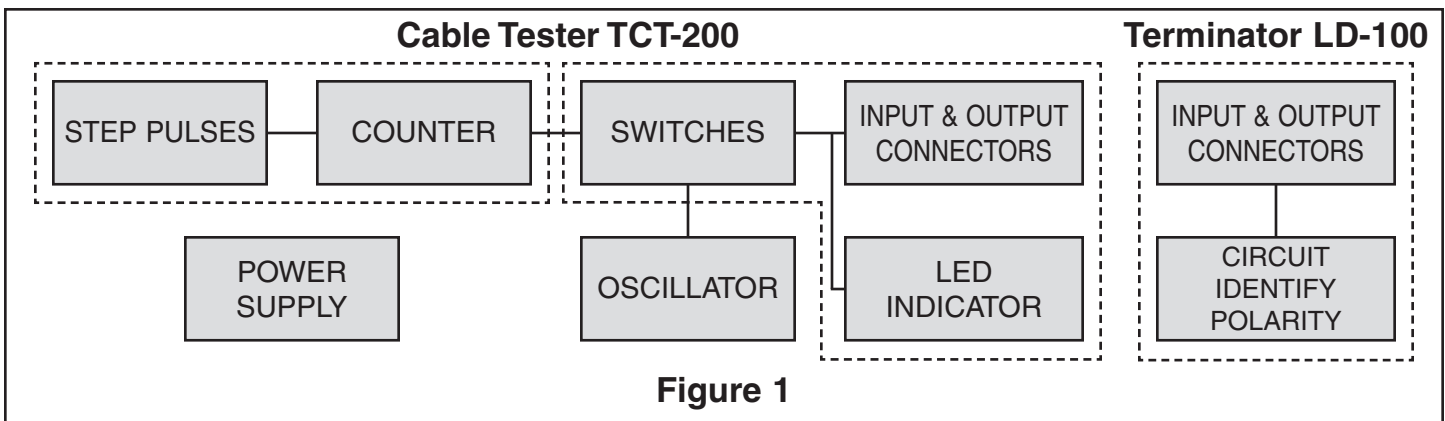 Cable Tester TCT-200
Terminator LD-100
STEP PULSES
COUNTER
SWITCHES
INPUT & OUTPUT
CONNECTORS
INPUT & OUTPUT
CONNECTORS
POWER
SUPPLY
OSCILLATOR
LED
INDICATOR
CIRCUIT
IDENTIFY
POLARITY
Figure 1